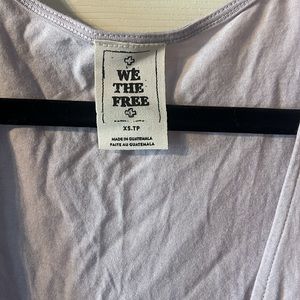 WE
THE
FREE
XS.TP
MADE IN GUATEMALA
FAITE AU GUATEMALA